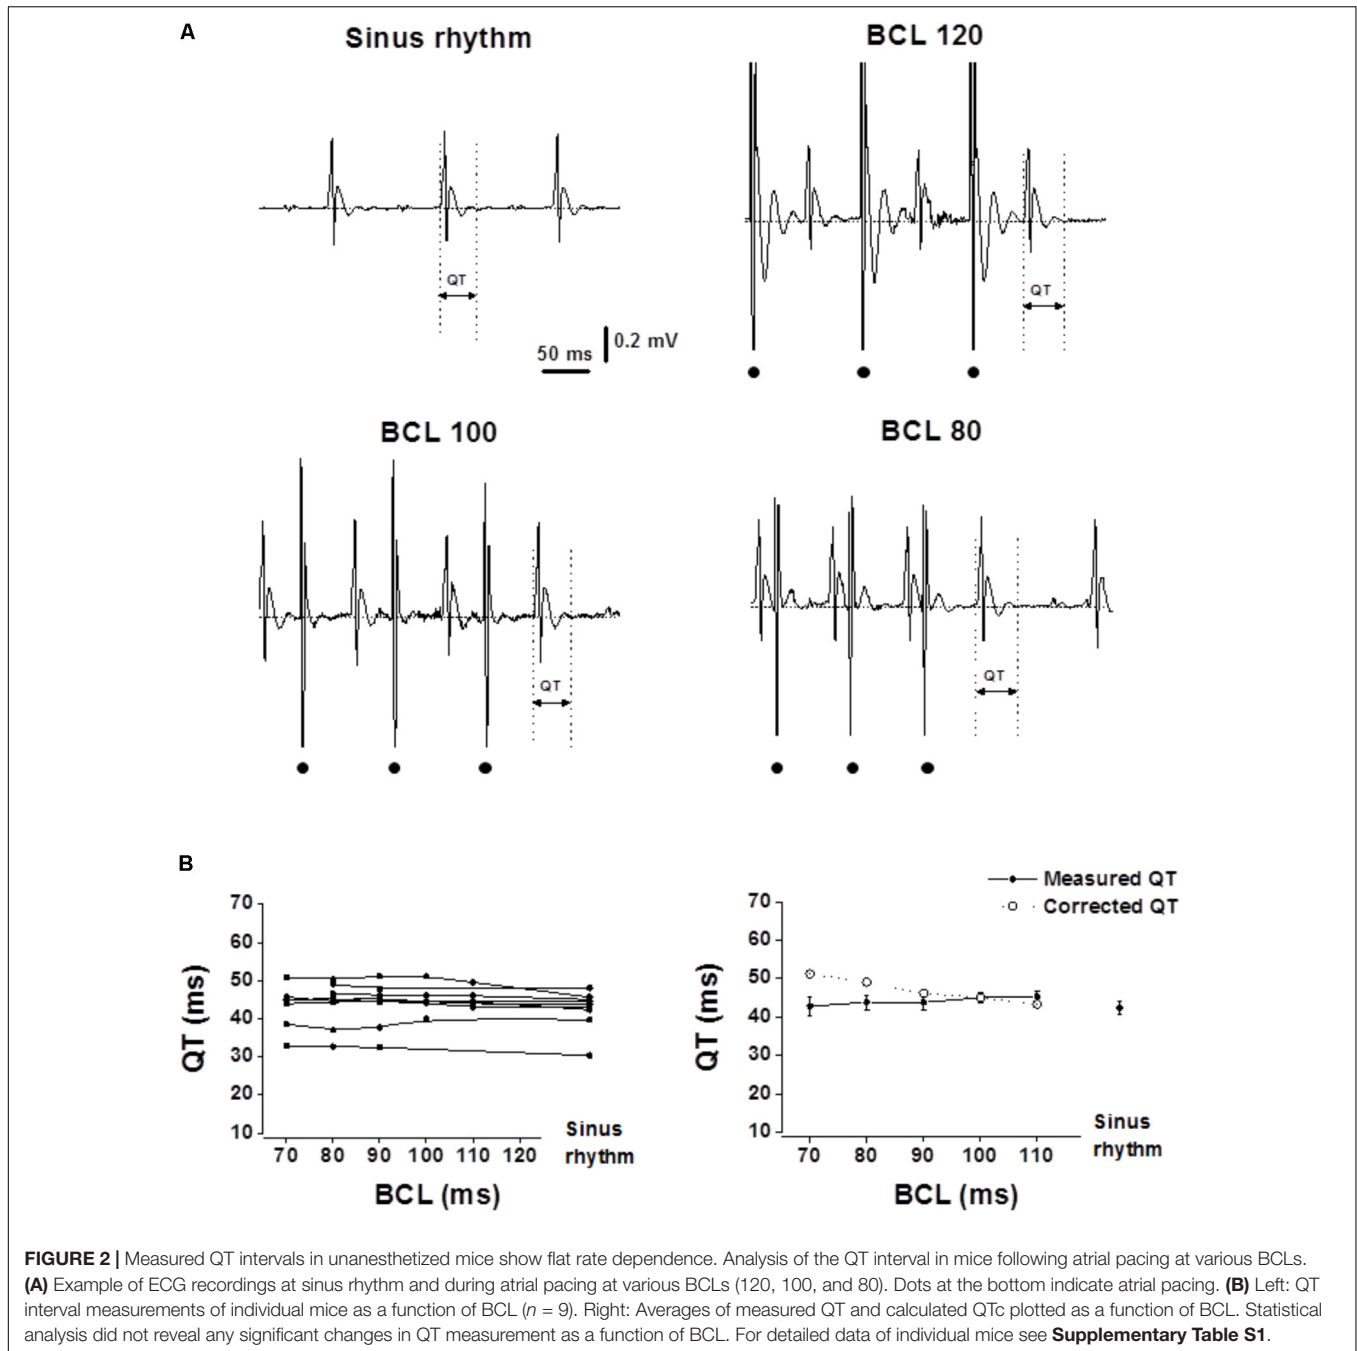 A
Sinus rhythm
BCL 120
QT
50 ms
0.2 mV
QT
BCL 100
BCL 80
QT
QT
B
70
60
50
40
30
20
10
QT (ms)
70 80 90 100 110 120
Sinus
rhythm
BCL (ms)
Measured QT
Corrected QT
70
60
50
40
30
20
10
QT (ms)
70 80 90 100 110
Sinus
rhythm
BCL (ms)
FIGURE 2 | Measured QT intervals in unanesthetized mice show flat rate dependence. Analysis of the QT interval in mice following atrial pacing at various BCLs.
(A) Example of ECG recordings at sinus rhythm and during atrial pacing at various BCLs (120, 100, and 80). Dots at the bottom indicate atrial pacing. (B) Left: QT
interval measurements of individual mice as a function of BCL (n = 9). Right: Averages of measured QT and calculated QTc plotted as a function of BCL. Statistical
analysis did not reveal any significant changes in QT measurement as a function of BCL. For detailed data of individual mice see Supplementary Table S1.